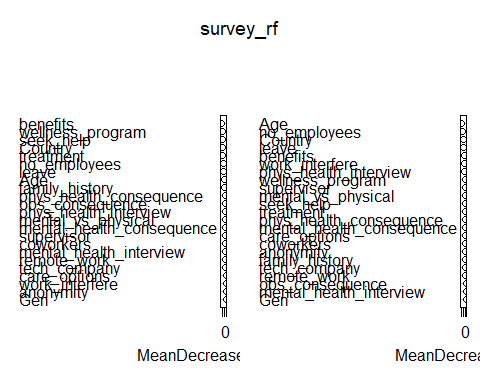 survey_rf
benefits
wellness_program
seek_help
Country
treatment
no_employees
leave
Age
family_history
phys_health_consequence
obs_consequence
phys_health_interview
mental_vs_physical
mental_health_consequence
supervisor
coworkers
mental_health_interview
remote_work
tech_company
care_options
work_interfere
anonymity
Gen
0
MeanDecrease
Age
no_employees
Country
leave
benefits
work_interfere
phys_health_interview
wellness_program
supervisor
mental_vs_physical
seek_help
treatment
phys_health_consequence
mental_health_consequence
care_options
coworkers
anonymity
family_history
tech_company
remote_work
obs_consequence
mental_health_interview
Gen
0
MeanDecrea